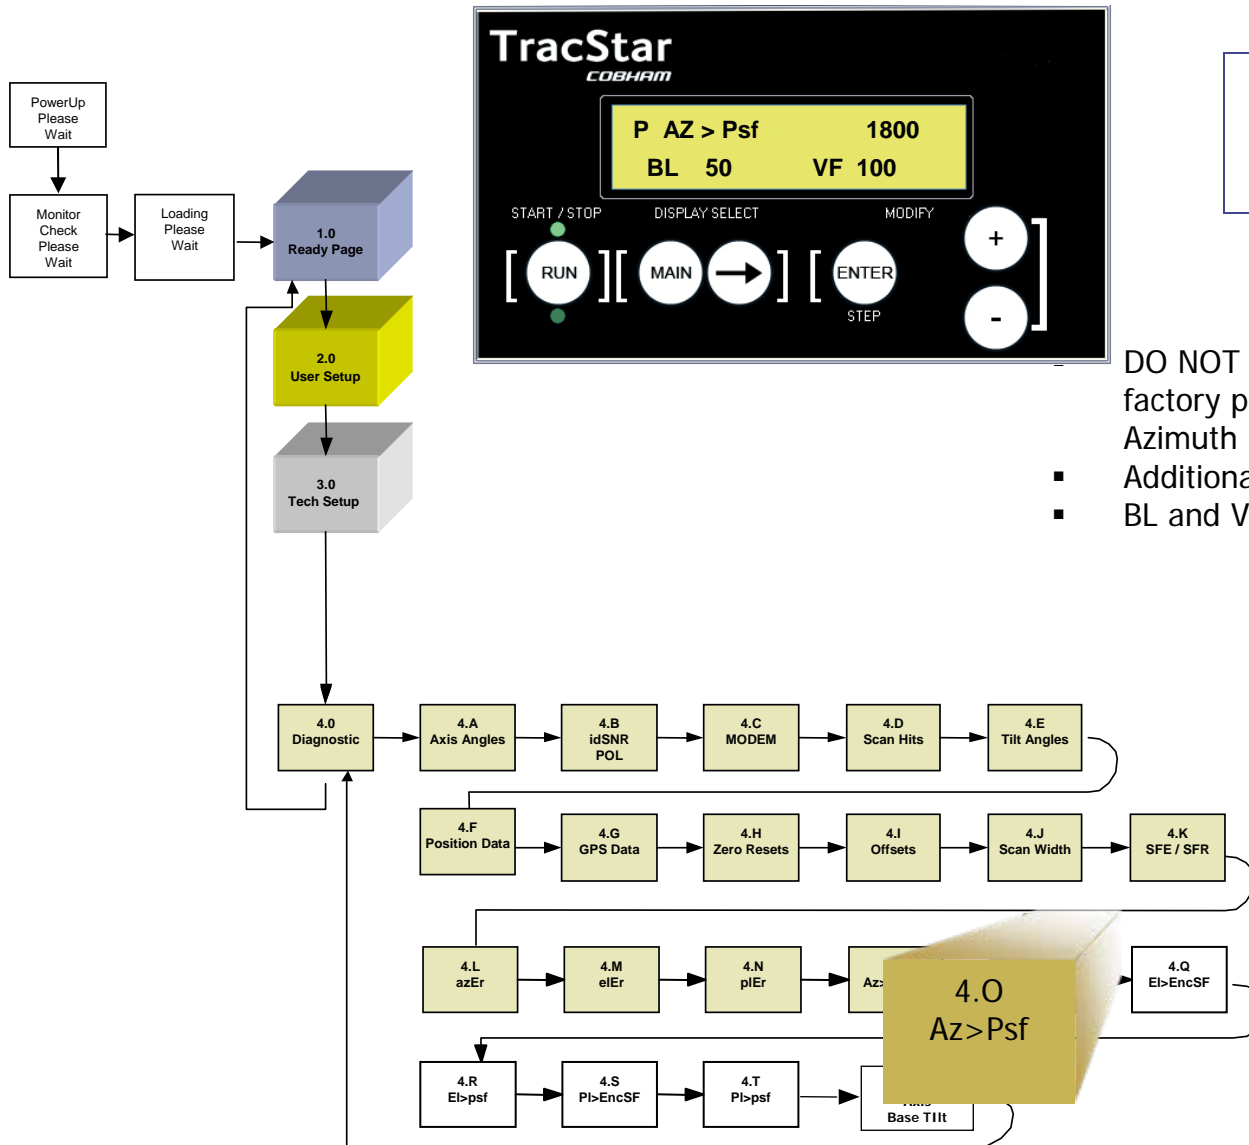 TracStar
COBHAM
P AZ > Psf 1800
BL 50 VF 100
START / STOP
DISPLAY SELECT
MODIFY
RUN
MAIN
ENTER
STEP
+
-
PowerUp
Please
Wait
Monitor
Check
Please
Wait
Loading
Please
Wait
1.0
Ready Page
2.0
User Setup
3.0
Tech Setup
DO NOT
factory p
Azimuth
Additiona
BL and V
4.0
Diagnostic
4.A
Axis Angles
4.B
idSNR
POL
4.C
MODEM
4.D
Scan Hits
4.E
Tilt Angles
4.F
Position Data
4.G
GPS Data
4.H
Zero Resets
4.I
Offsets
4.J
Scan Width
4.K
SFE / SFR
4.L
azEr
4.M
elEr
4.N
plEr
Az>
4.O
Az>Psf
4.Q
El>EncSF
4.R
El>psf
4.S
Pl>EncSF
4.T
Pl>psf
Base TIlt